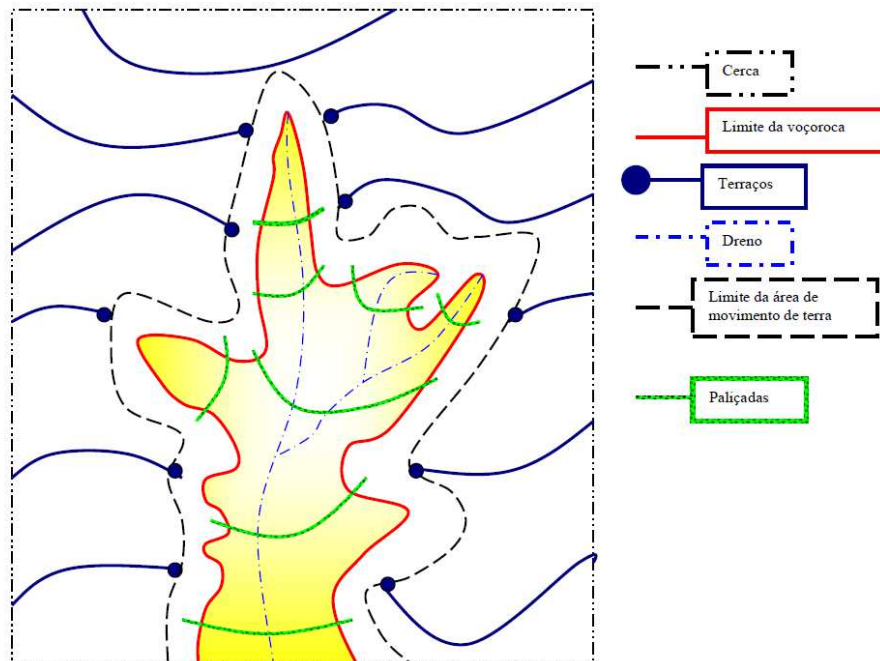 Cerca
Limite da voçoroca
Terraços
Dreno
Limite da área de
movimento de terra
Paliçadas